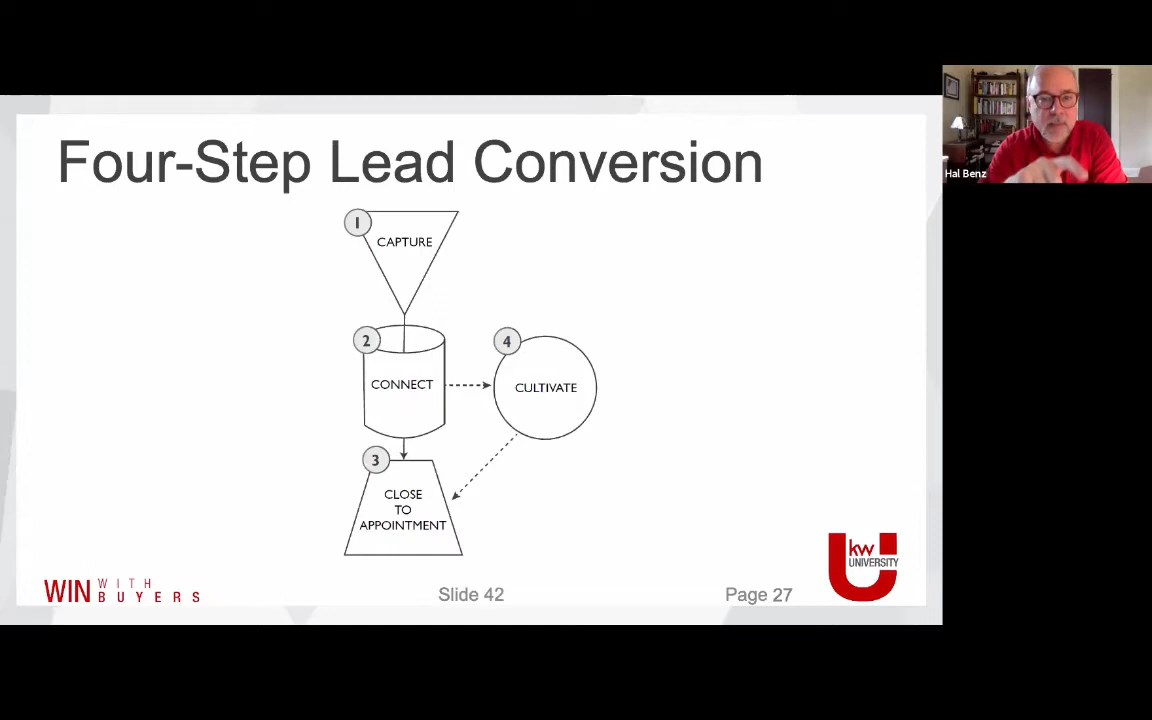 Four-Step Lead Conversion
1
CAPTURE
2
CONNECT
4
CULTIVATE
3
CLOSE
TO
APPOINTMENT
WIN WITH
BUYERS
Slide 42
Page 27
kw
UNIVERSITY
Hal Benz